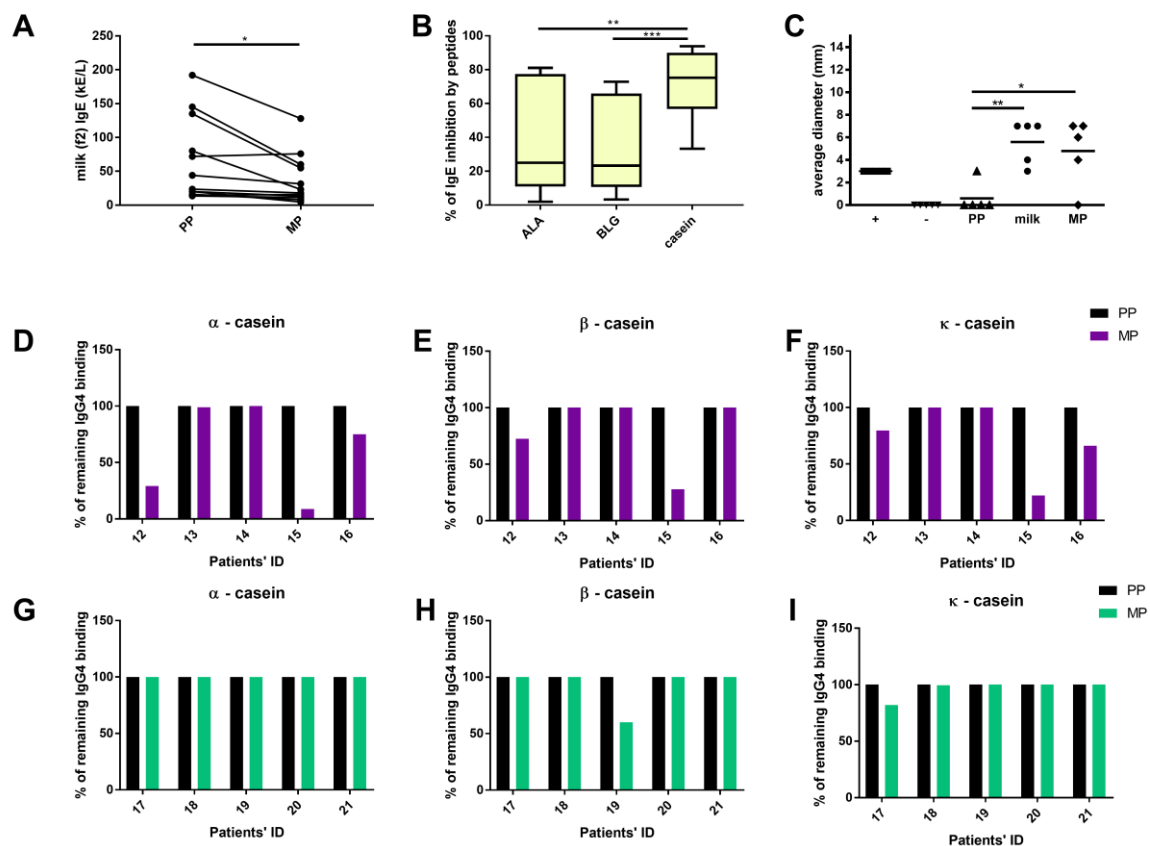 A
milk (f2) IgE (kE/L)
250
200
150
100
50
0
*
PP
MP
B
% of IgE inhibition by peptides
100
80
60
40
20
0
**
***
ALA
BLG
casein
C
average diameter (mm)
14
12
10
8
6
4
2
0
*
**
+
-
PP
milk
MP
D
α - casein
% of remaining IgG4 binding
150
100
50
0
12
13
14
15
16
Patients' ID
E
β - casein
% of remaining IgG4 binding
150
100
50
0
12
13
14
15
16
Patients' ID
F
κ - casein
% of remaining IgG4 binding
150
100
50
0
12
13
14
15
16
Patients' ID
PP
MP
G
α - casein
% of remaining IgG4 binding
150
100
50
0
17
18
19
20
21
Patients' ID
H
β - casein
% of remaining IgG4 binding
150
100
50
0
17
18
19
20
21
Patients' ID
I
κ - casein
% of remaining IgG4 binding
150
100
50
0
17
18
19
20
21
Patients' ID
PP
MP